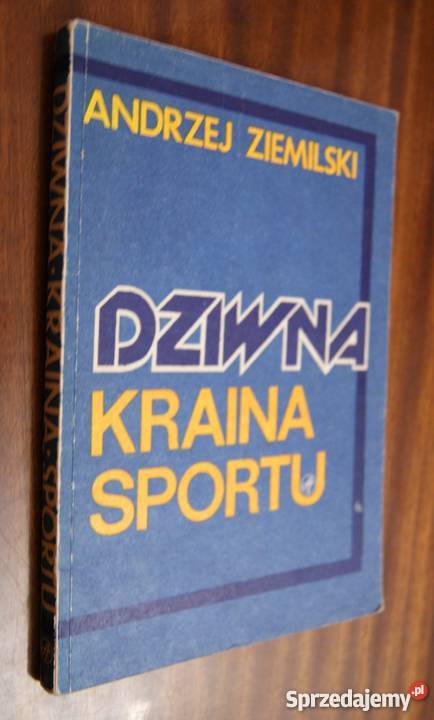 ANDRZEJ ZIEMILSKI
DZIWNA
KRAINA
SPORTU
DZIWNA·KRAINA·SPORTU
Sprzedajemy.pl